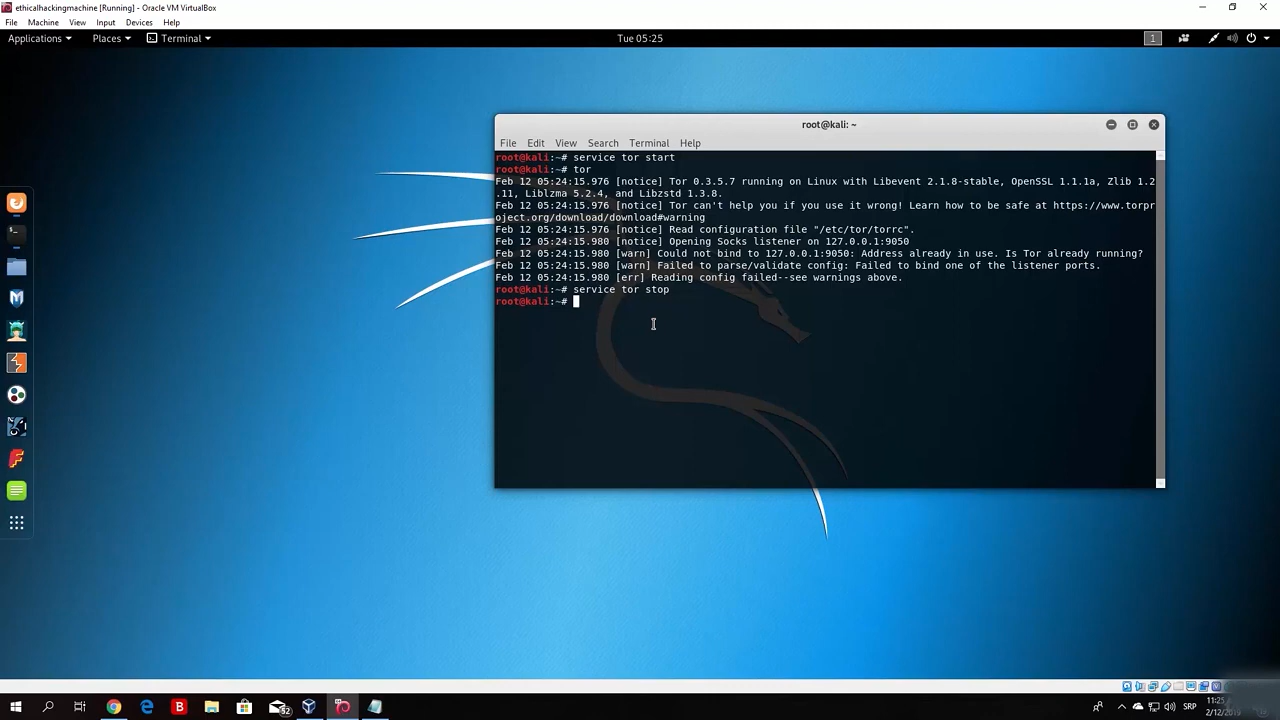 ethicalhackingmachine [Running] - Oracle VM VirtualBox
File Machine View Input Devices Help
Applications Places Terminal Tue 05:25 1
root@kali: ~
File Edit View Search Terminal Help
root@kali:~# service tor start
root@kali:~# tor
Feb 12 05:24:15.976 [notice] Tor 0.3.5.7 running on Linux with Libevent 2.1.8-stable, OpenSSL 1.1.1a, Zlib 1.2
.11, Liblzma 5.2.4, and Libzstd 1.3.8.
Feb 12 05:24:15.976 [notice] Tor can't help you if you use it wrong! Learn how to be safe at https://www.torpr
oject.org/download/download#warning
Feb 12 05:24:15.976 [notice] Read configuration file "/etc/tor/torrc".
Feb 12 05:24:15.980 [notice] Opening Socks listener on 127.0.0.1:9050
Feb 12 05:24:15.980 [warn] Could not bind to 127.0.0.1:9050: Address already in use. Is Tor already running?
Feb 12 05:24:15.980 [warn] Failed to parse/validate config: Failed to bind one of the listener ports.
Feb 12 05:24:15.980 [err] Reading config failed--see warnings above.
root@kali:~# service tor stop
root@kali:~#
52
SRP
11:25
2/12/2019